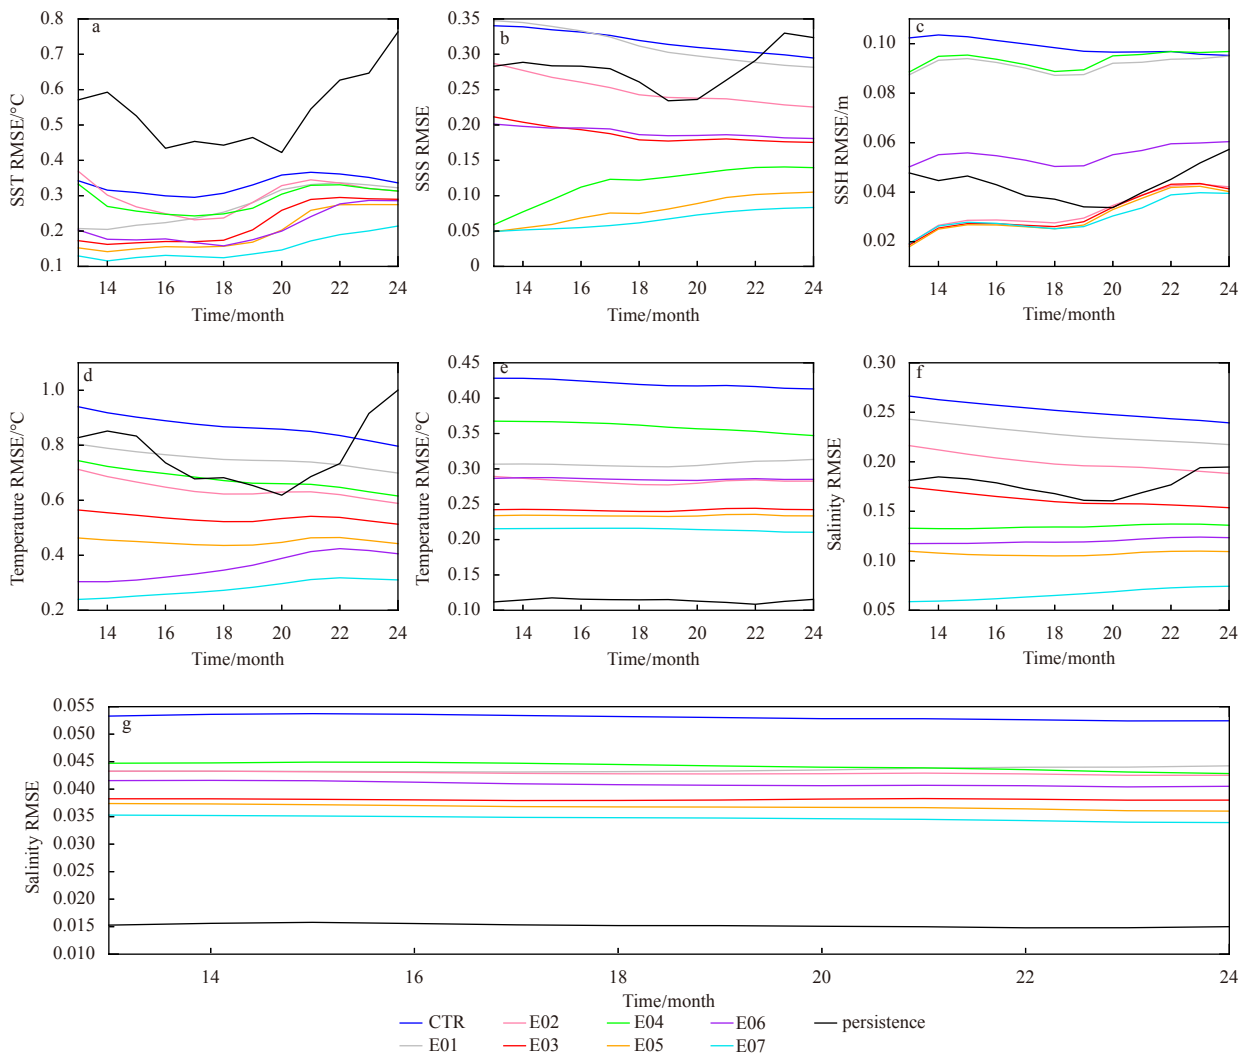 a
SST RMSE/°C
0.8
0.7
0.6
0.5
0.4
0.3
0.2
0.1
14 16 18 20 22 24
Time/month
b
SSS RMSE
0.35
0.30
0.25
0.20
0.15
0.10
0.05
0
14 16 18 20 22 24
Time/month
c
SSH RMSE/m
0.10
0.08
0.06
0.04
0.02
14 16 18 20 22 24
Time/month
d
Temperature RMSE/°C
1.0
0.8
0.6
0.4
0.2
14 16 18 20 22 24
Time/month
e
Temperature RMSE/°C
0.45
0.40
0.35
0.30
0.25
0.20
0.15
0.10
14 16 18 20 22 24
Time/month
f
Salinity RMSE
0.30
0.25
0.20
0.15
0.10
0.05
14 16 18 20 22 24
Time/month
g
Salinity RMSE
0.055
0.050
0.045
0.040
0.035
0.030
0.025
0.020
0.015
0.010
14 16 18 20 22 24
Time/month
CTR E02 E04 E06 persistence
E01 E03 E05 E07